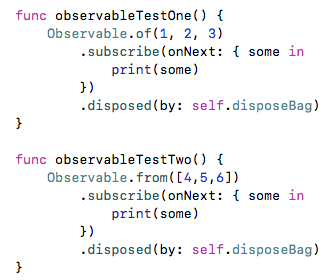 func observableTestOne() {
    Observable.of(1, 2, 3)
        .subscribe(onNext: { some in
            print(some)
        })
        .disposed(by: self.disposeBag)
}

func observableTestTwo() {
    Observable.from([4,5,6])
        .subscribe(onNext: { some in
            print(some)
        })
        .disposed(by: self.disposeBag)
}